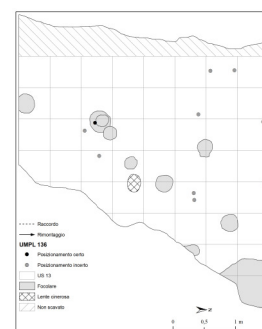 Raccordo
Rimontaggio
UMPL 136
Posizionamento certo
Posizionamento incerto
US 13
Focolare
Lente cinerosa
Non scavato
Z
0 0,5 1 m